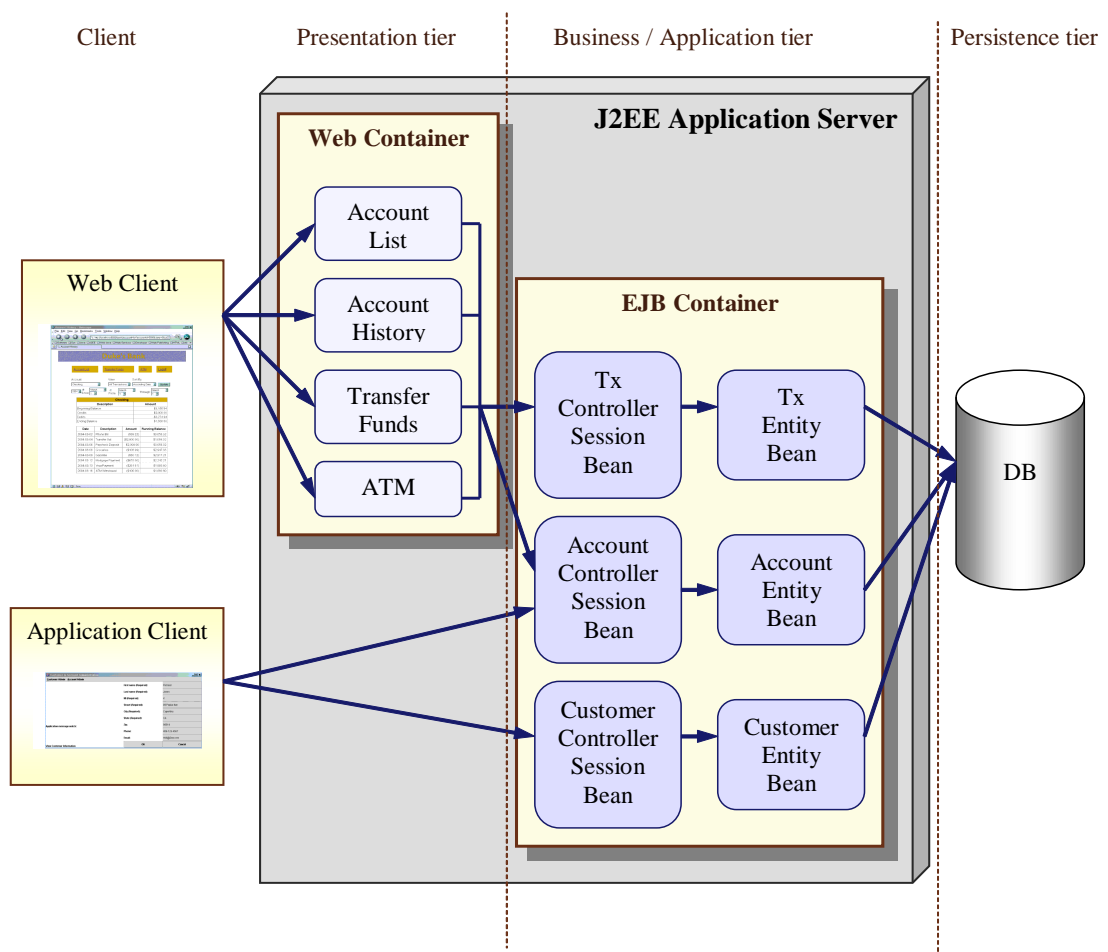 Client
Presentation tier
Business / Application tier
Persistence tier
J2EE Application Server
Web Container
Account
List
Account
History
Transfer
Funds
ATM
Web Client
Application Client
EJB Container
Tx
Controller
Session
Bean
Tx
Entity
Bean
Account
Controller
Session
Bean
Account
Entity
Bean
Customer
Controller
Session
Bean
Customer
Entity
Bean
DB